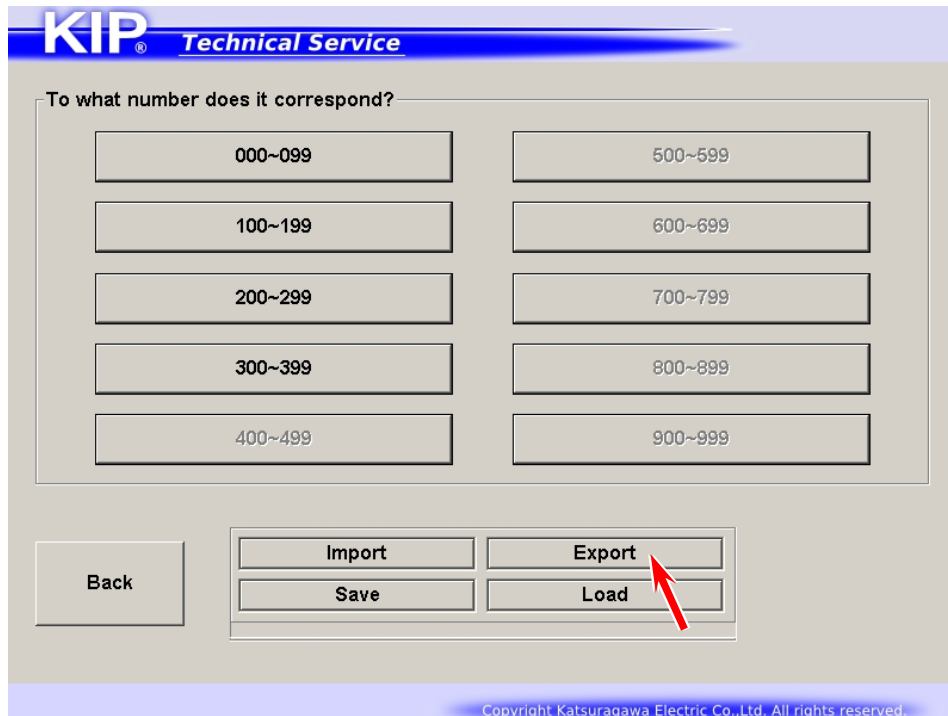 KIP® Technical Service
To what number does it correspond?
000~099 500~599
100~199 600~699
200~299 700~799
300~399 800~899
400~499 900~999
Import Export
Back
Save Load
Copyright Katsuragawa Electric Co.,Ltd. All rights reserved.